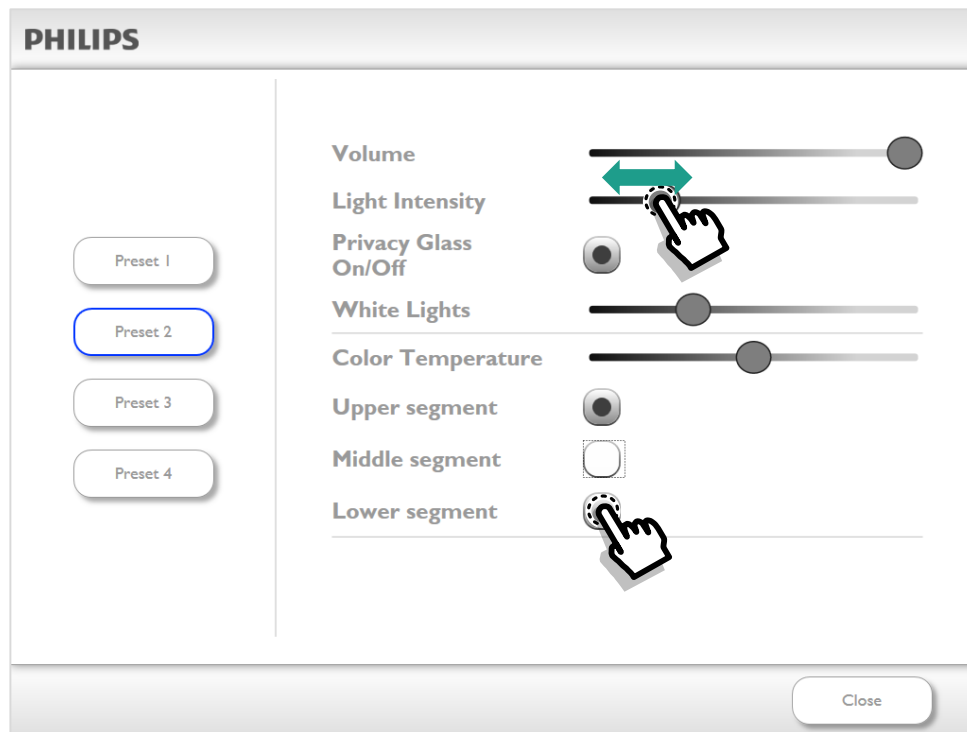 PHILIPS
Preset 1
Preset 2
Preset 3
Preset 4
Volume
Light Intensity
Privacy Glass
On/Off
White Lights
Color Temperature
Upper segment
Middle segment
Lower segment
Close